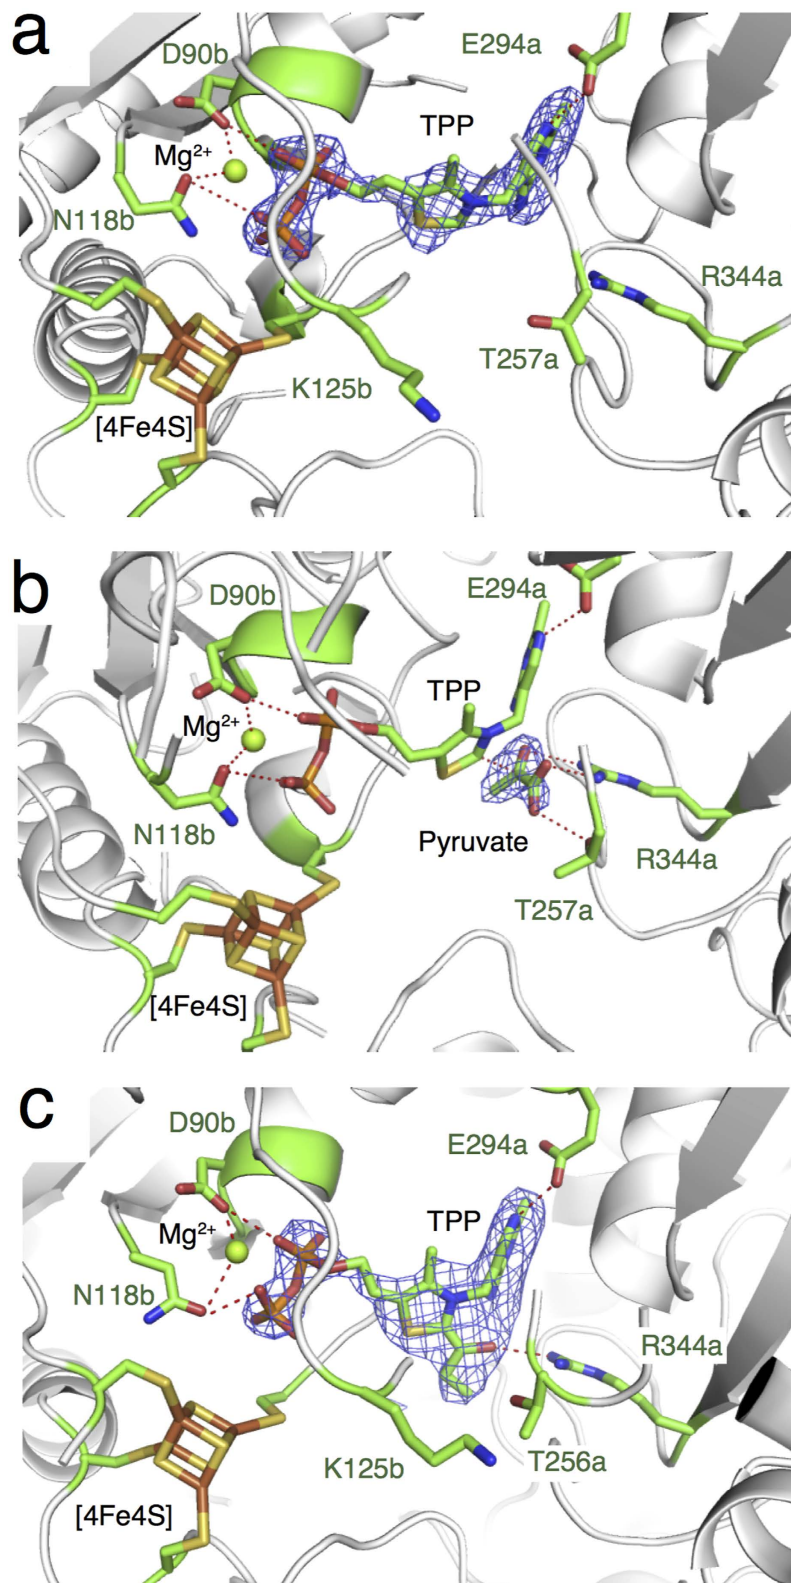 a
D90b
E294a
TPP
Mg²⁺
N118b
R344a
T257a
K125b
[4Fe4S]
b
D90b
E294a
TPP
Mg²⁺
N118b
Pyruvate
R344a
T257a
[4Fe4S]
c
D90b
E294a
TPP
Mg²⁺
N118b
R344a
K125b
T256a
[4Fe4S]